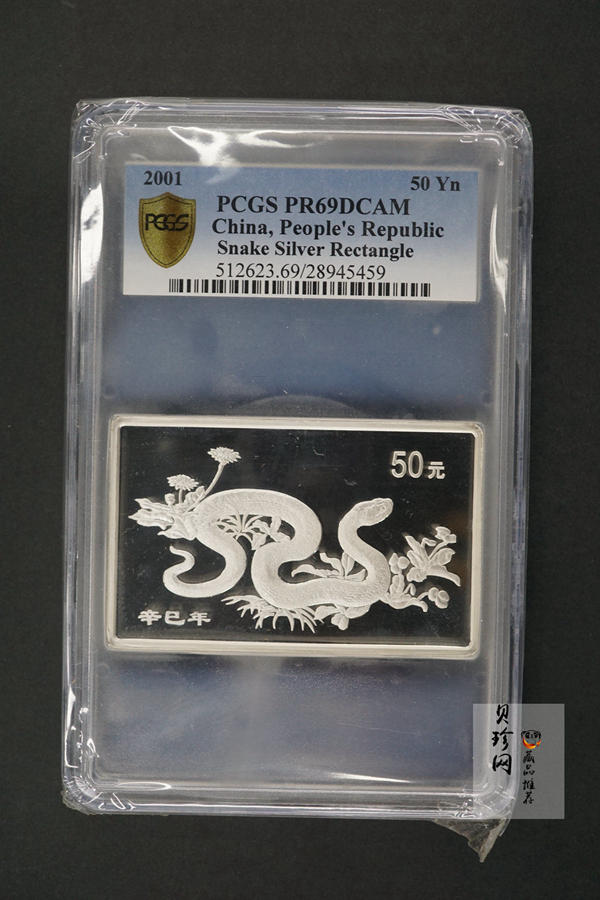 2001
50 Yn
PCGS
PCGS PR69DCAM
China, People's Republic
Snake Silver Rectangle
512623.69/28945459
50元
辛巳年
贝珍网
藏品推荐